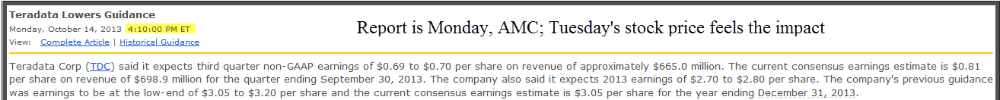 Teradata Lowers Guidance
Monday, October 14, 2013 4:10:00 PM ET
Report is Monday, AMC; Tuesday's stock price feels the impact
View: Complete Article | Historical Guidance
Teradata Corp (TDC) said it expects third quarter non-GAAP earnings of $0.69 to $0.70 per share on revenue of approximately $665.0 million. The current consensus earnings estimate is $0.81
per share on revenue of $698.9 million for the quarter ending September 30, 2013. The company also said it expects 2013 earnings of $2.70 to $2.80 per share. The company's previous guidance
was earnings to be at the low-end of $3.05 to $3.20 per share and the current consensus earnings estimate is $3.05 per share for the year ending December 31, 2013.